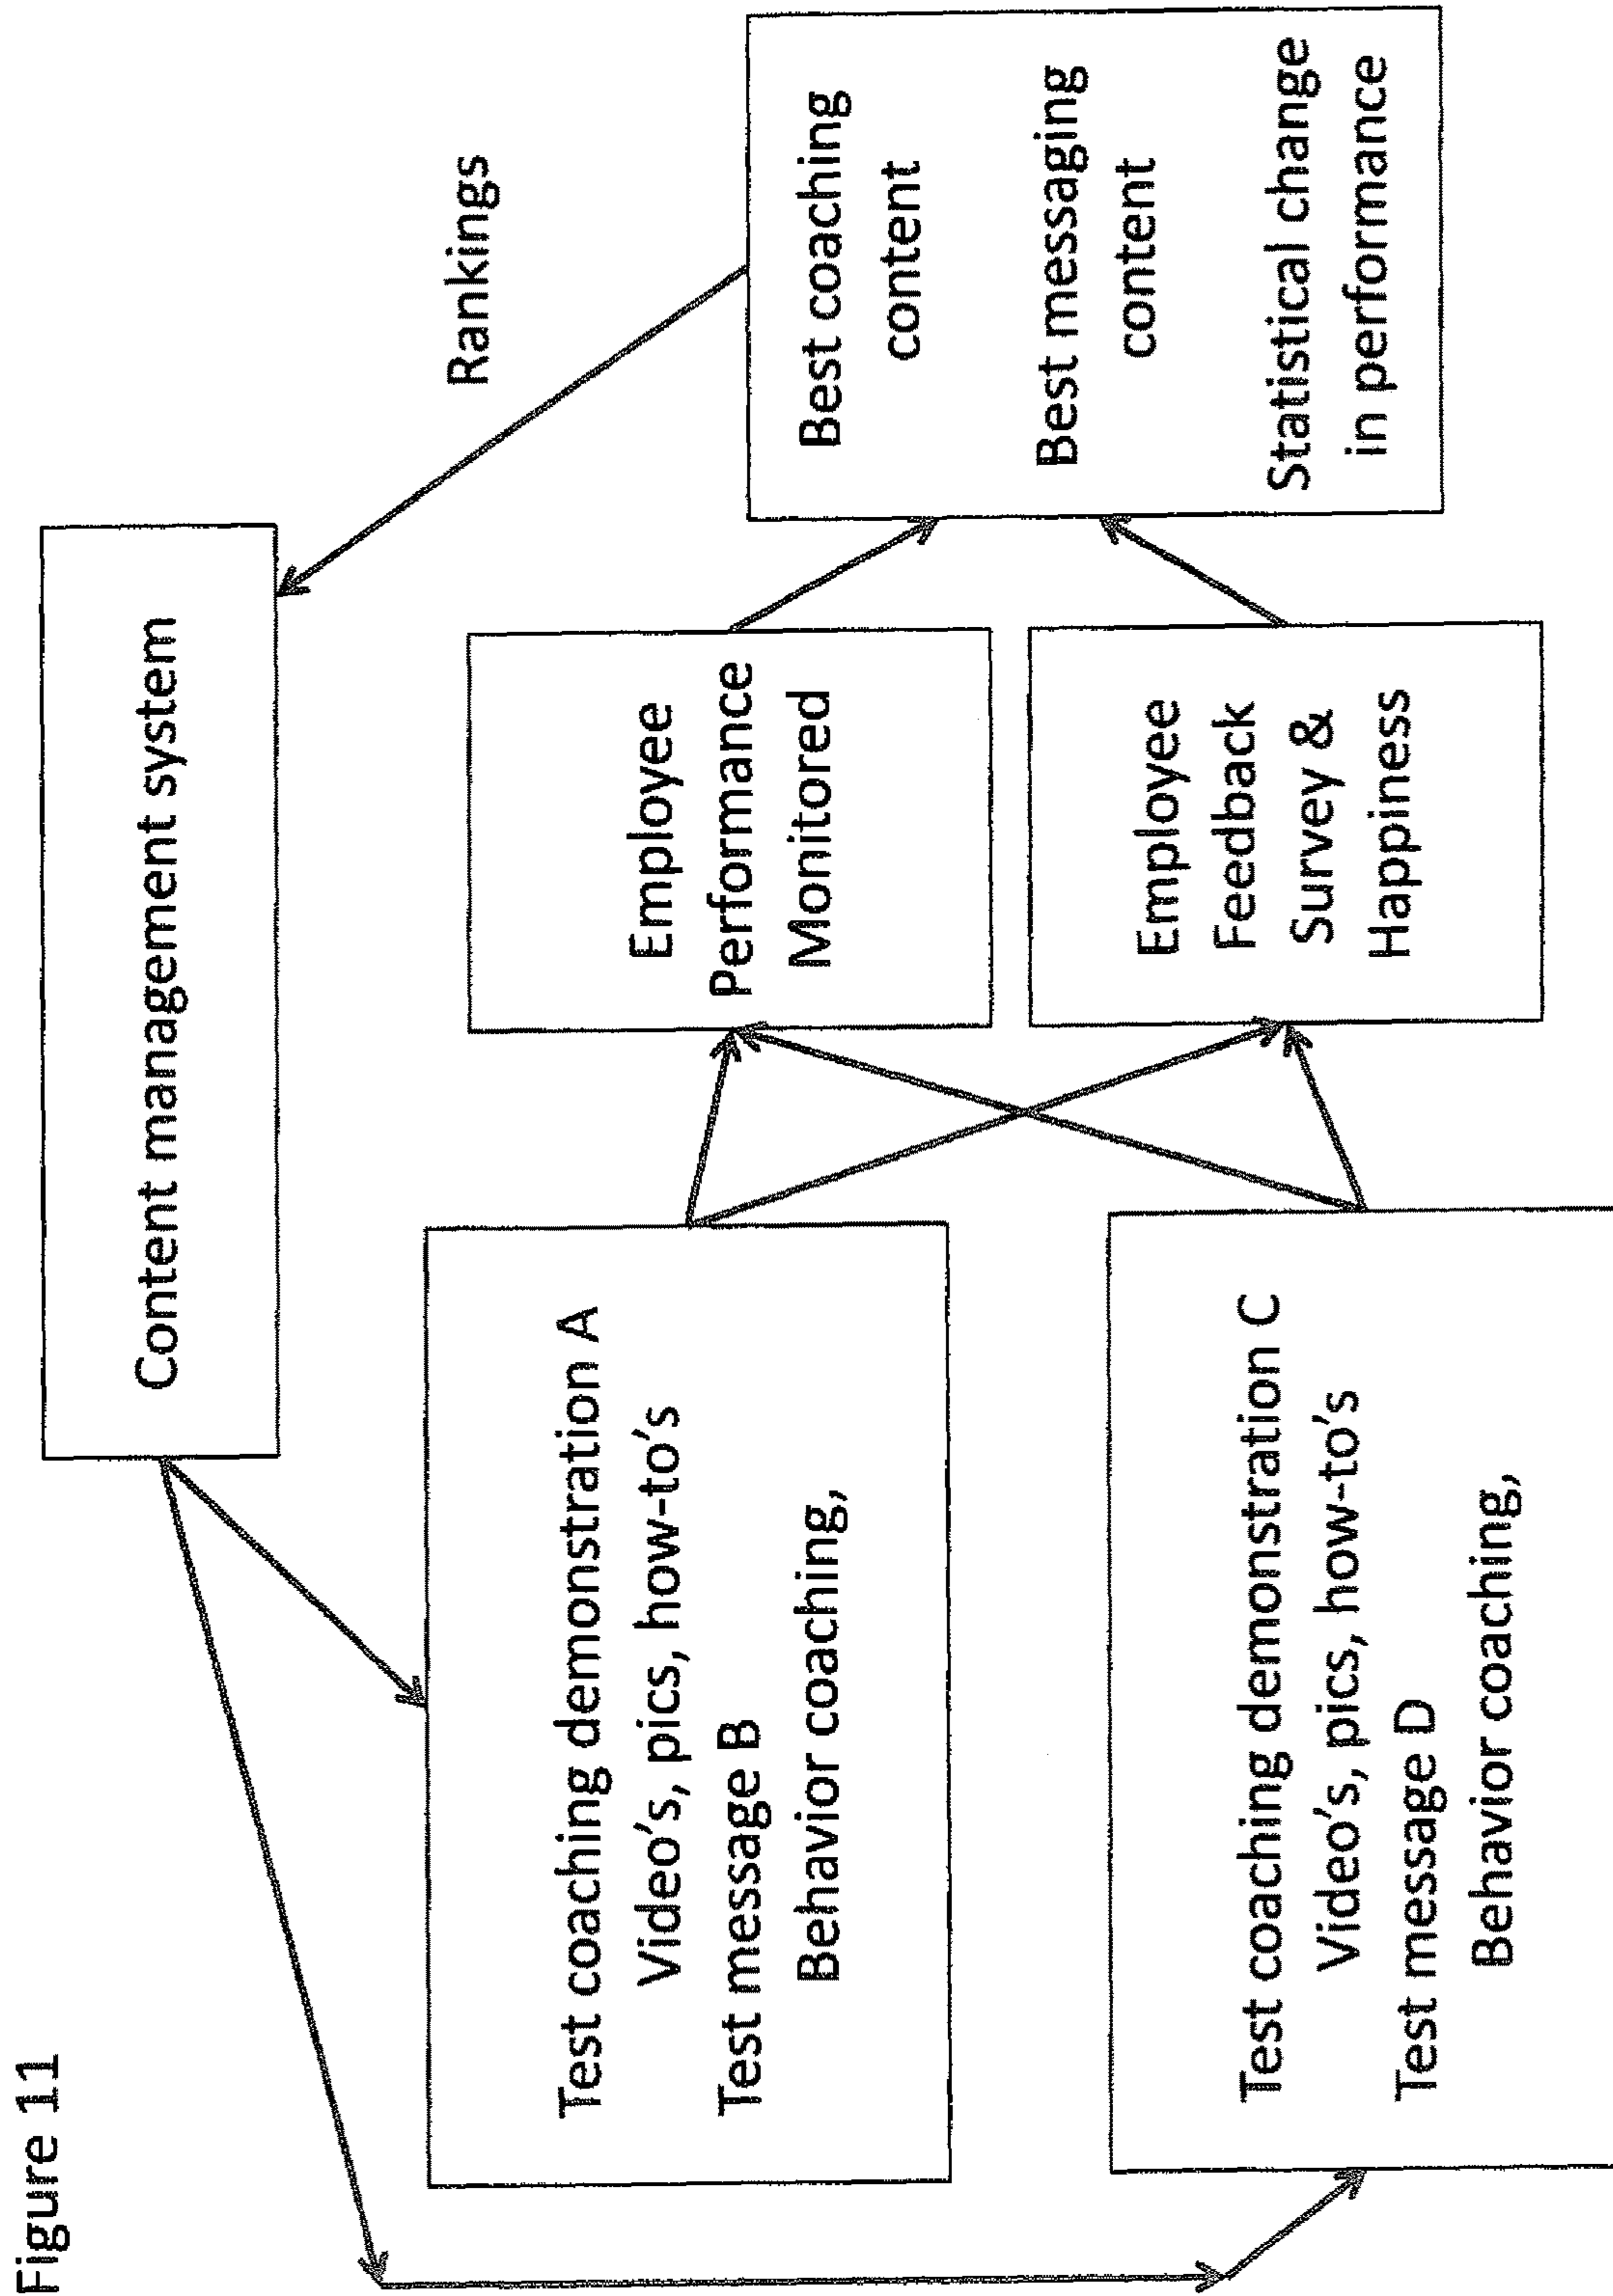 Figure 11
Content management system
Rankings
Test coaching demonstration A
Video's, pics, how-to's
Test message B
Behavior coaching,
Employee
Performance
Monitored
Best coaching
content
Best messaging
content
Statistical change
in performance
Test coaching demonstration C
Video's, pics, how-to's
Test message D
Behavior coaching,
Employee
Feedback
Survey &
Happiness